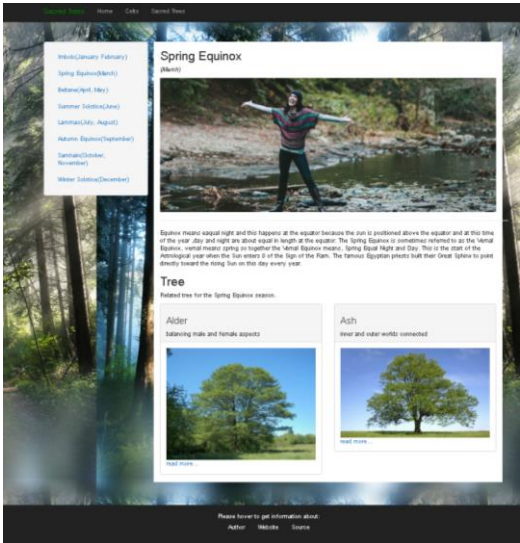 Sacred Trees Home Celts Sacred Trees
Imbolc(January February)
Spring Equinox(March)
Beltane(April, May)
Summer Solstice(June)
Lammas(July, August)
Autumn Equinox(September)
Samhain(October,
November)
Winter Solstice(December)
Spring Equinox
(March)
Equinox means eaqual night and this happens at the equator because the sun is positioned above the equator and at this time
of the year ,day and night are about equal in length at the equator. The Spring Equinox is sometimes referred to as the Vernal
Equinox, vernal means spring so together the Vernal Equinox means, Spring Equal Night and Day. This is the start of the
Astrological year when the Sun enters 0 of the Sign of the Ram. The famous Egyptian priests built their Great Sphinx to point
directly toward the rising Sun on this day every year.
Tree
Related tree for the Spring Equinox season.
Alder
balancing male and female aspects
read more...
Ash
inner and outer worlds connected
read more...
Please hover to get information about:
Author Website Source